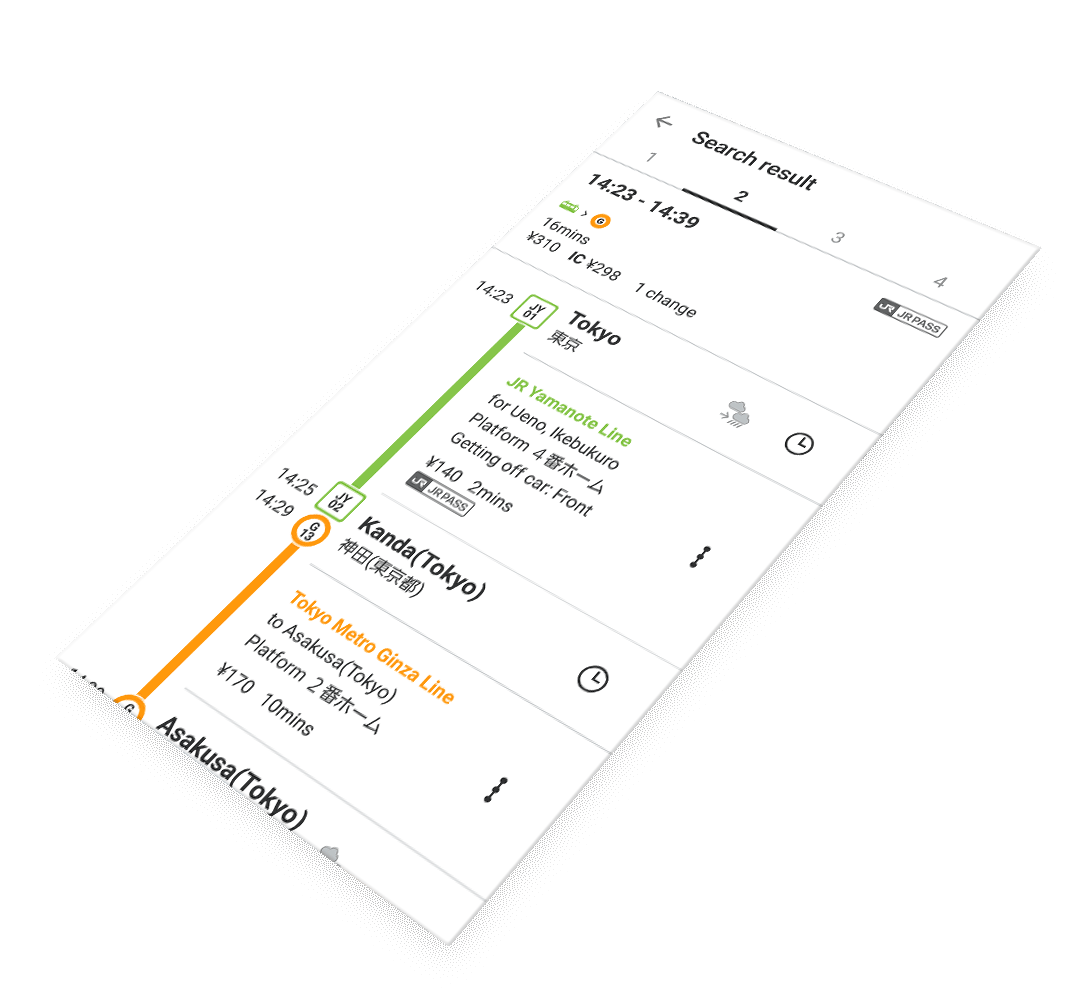 Search result
1
2
3
4
14:23 - 14:39
G
16mins
¥310 IC ¥298 1 change
JR JR PASS
14:23
JY
01
Tokyo
東京
JR Yamanote Line
for Ueno, Ikebukuro
Platform 4番ホーム
Getting off car: Front
¥140 2mins
JR JR PASS
14:25
JY
02
14:29
G
13
Kanda(Tokyo)
神田(東京都)
Tokyo Metro Ginza Line
to Asakusa(Tokyo)
Platform 2番ホーム
¥170 10mins
G
Asakusa(Tokyo)